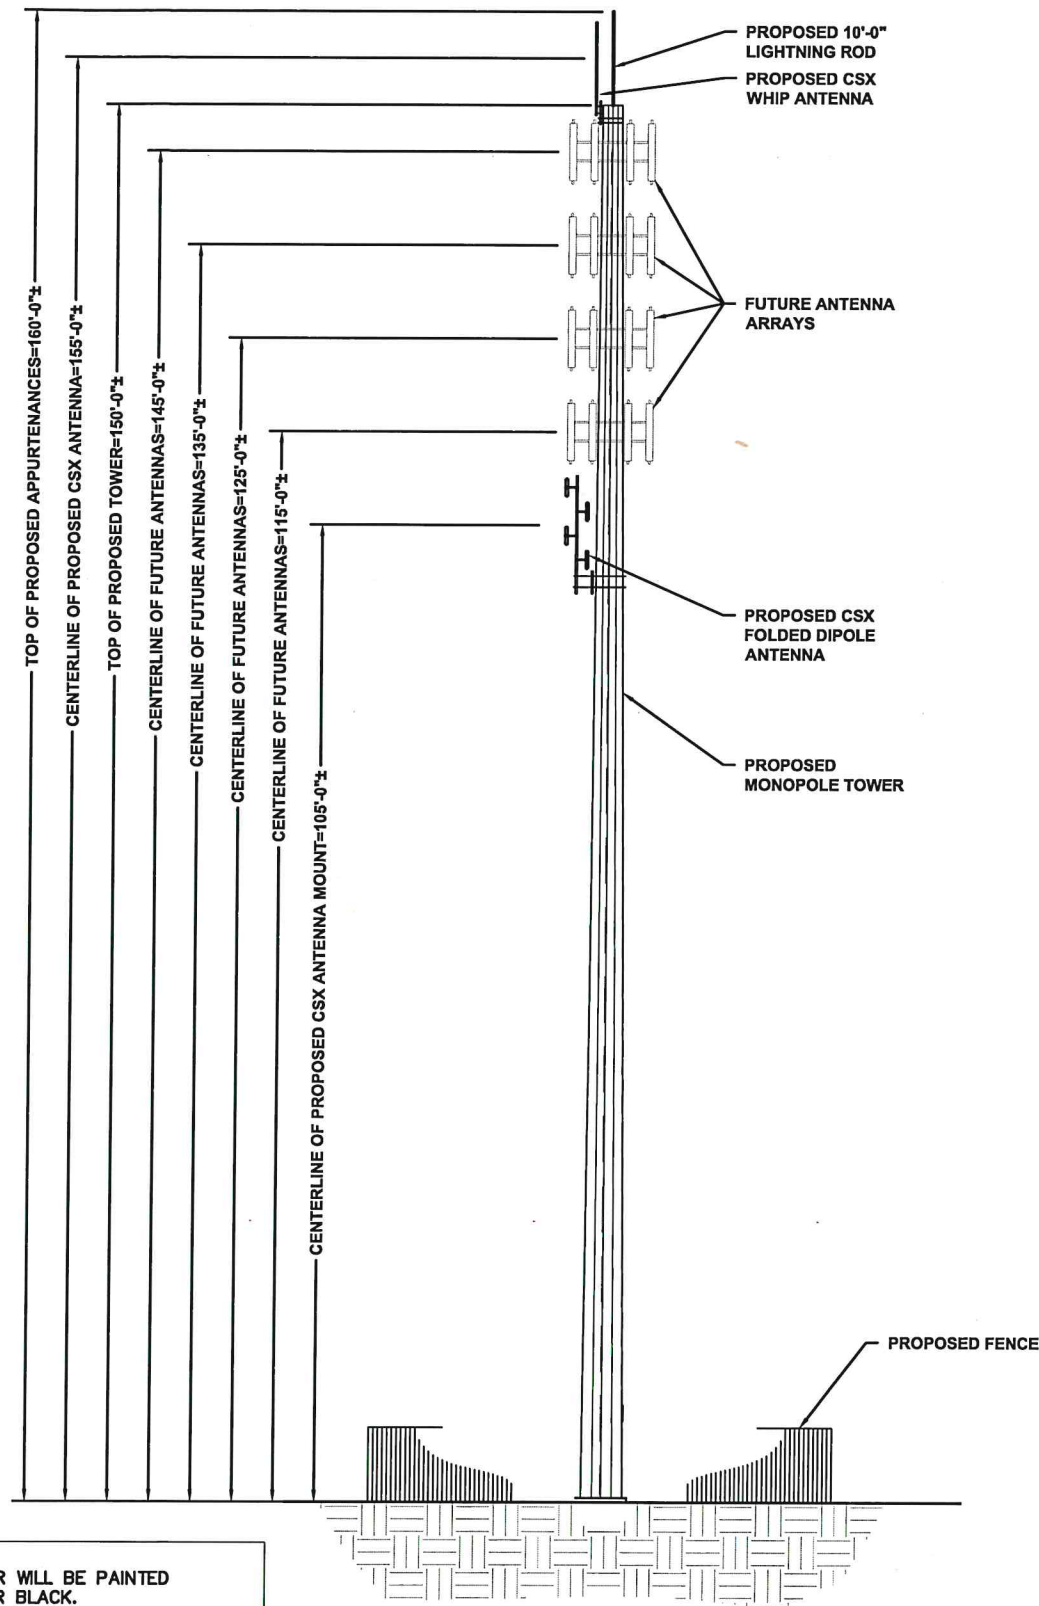 PROPOSED 10'-0"
LIGHTNING ROD
PROPOSED CSX
WHIP ANTENNA
FUTURE ANTENNA
ARRAYS
PROPOSED CSX
FOLDED DIPOLE
ANTENNA
PROPOSED
MONOPOLE TOWER
PROPOSED FENCE
TOP OF PROPOSED APPURTENANCES=160'-0"±
CENTERLINE OF PROPOSED CSX ANTENNA=155'-0"±
TOP OF PROPOSED TOWER=150'-0"±
CENTERLINE OF FUTURE ANTENNAS=145'-0"±
CENTERLINE OF FUTURE ANTENNAS=135'-0"±
CENTERLINE OF FUTURE ANTENNAS=125'-0"±
CENTERLINE OF FUTURE ANTENNAS=115'-0"±
CENTERLINE OF PROPOSED CSX ANTENNA MOUNT=105'-0"±
R WILL BE PAINTED
R BLACK.